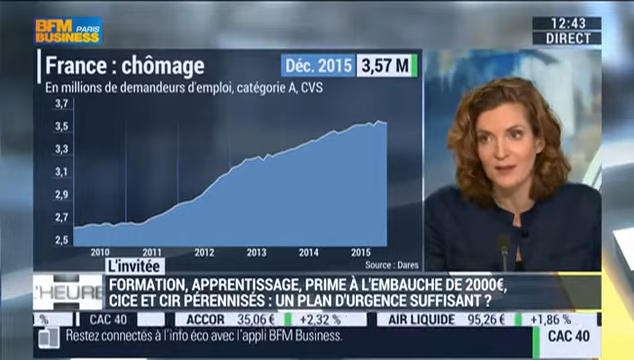 BFM PARIS
BUSINESS
12:43
DIRECT
France : chômage
Déc. 2015 3,57 M
En millions de demandeurs d'emploi, catégorie A, CVS
3,7
3,5
3,3
3,1
2,9
2,7
2,5
2010 2011 2012 2013 2014 2015
Source : Dares
L'invitée
L'HEURE
FORMATION, APPRENTISSAGE, PRIME À L'EMBAUCHE DE 2000€,
CICE ET CIR PÉRENNISÉS : UN PLAN D'URGENCE SUFFISANT ?
CAC 40 ACCOR 35,06 € +2,32 % AIR LIQUIDE 95,26 € +1,86 %
Restez connectés à l'info éco avec l'appli BFM Business.
CAC 40